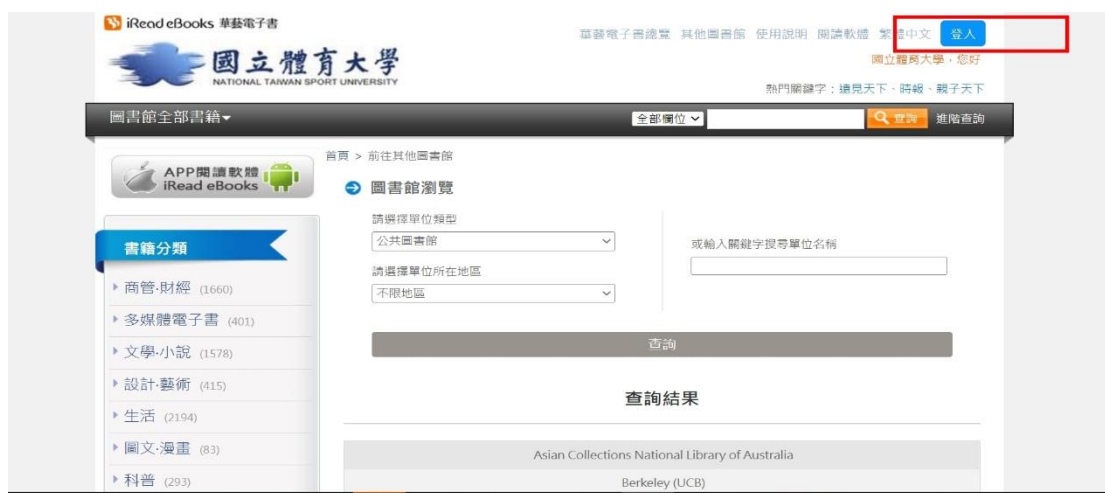 iRead eBooks 華藝電子書
華藝電子書總覽 其他圖書館 使用說明 閱讀軟體 繁體中文 登入
國立體育大學
NATIONAL TAIWAN SPORT UNIVERSITY
國立體育大學，您好
熱門關鍵字：遠見天下、時報、親子天下
圖書館全部書籍
全部欄位
查詢
進階查詢
APP閱讀軟體
iRead eBooks
首頁 > 前往其他圖書館
圖書館瀏覽
請選擇單位類型
公共圖書館
或輸入關鍵字搜尋單位名稱
請選擇單位所在地區
不限地區
查詢
查詢結果
Asian Collections National Library of Australia
Berkeley (UCB)
書籍分類
商管‧財經 (1660)
多媒體電子書 (401)
文學‧小說 (1578)
設計‧藝術 (415)
生活 (2194)
圖文‧漫畫 (83)
科普 (293)